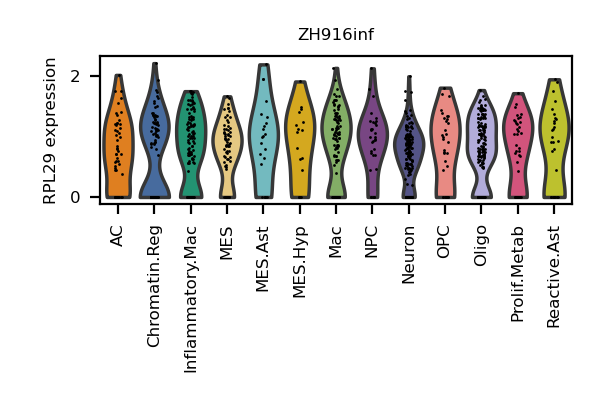 ZH916inf
RPL29 expression
2
0
AC
Chromatin.Reg
Inflammatory.Mac
MES
MES.Ast
MES.Hyp
Mac
NPC
Neuron
OPC
Oligo
Prolif.Metab
Reactive.Ast